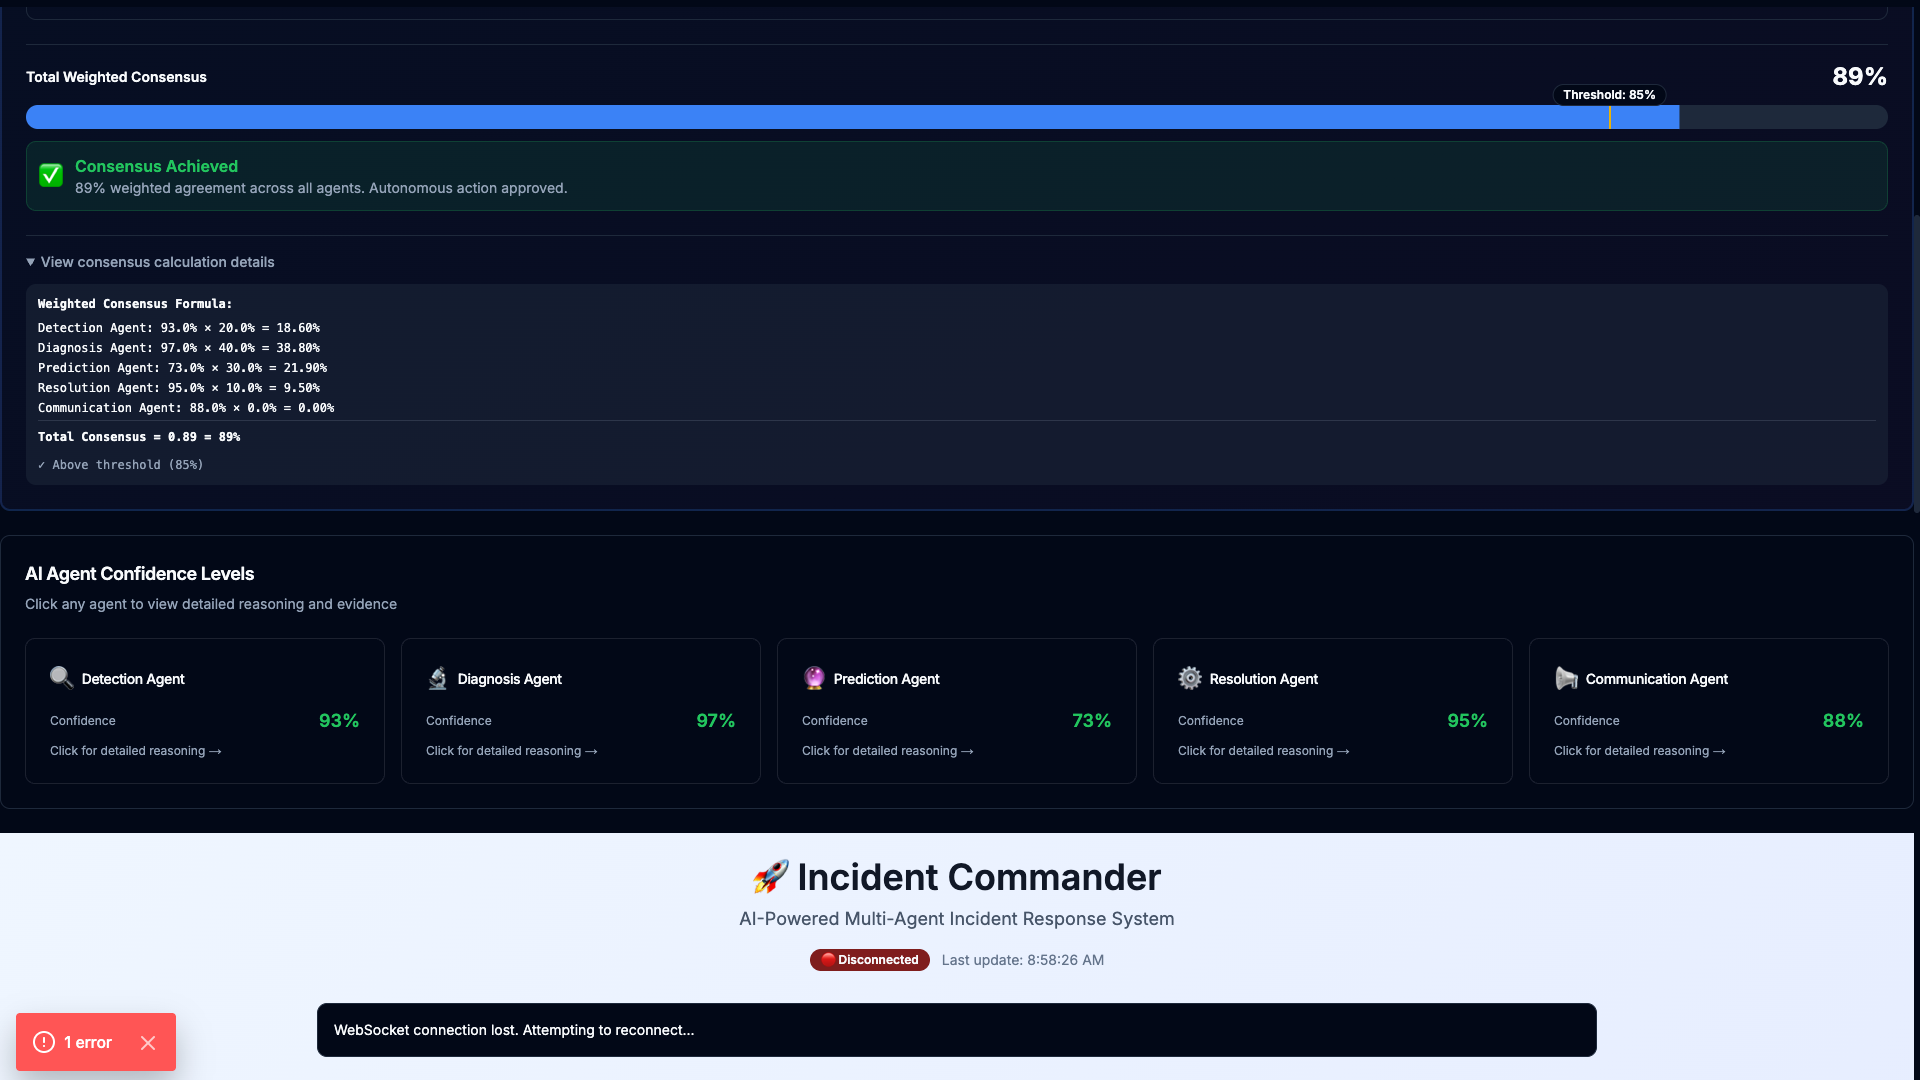 Total Weighted Consensus
89%
Threshold: 85%
Consensus Achieved
89% weighted agreement across all agents. Autonomous action approved.
▼ View consensus calculation details
Weighted Consensus Formula:
Detection Agent: 93.0% × 20.0% = 18.60%
Diagnosis Agent: 97.0% × 40.0% = 38.80%
Prediction Agent: 73.0% × 30.0% = 21.90%
Resolution Agent: 95.0% × 10.0% = 9.50%
Communication Agent: 88.0% × 0.0% = 0.00%
Total Consensus = 0.89 = 89%
✓ Above threshold (85%)
AI Agent Confidence Levels
Click any agent to view detailed reasoning and evidence
Detection Agent
Confidence 93%
Click for detailed reasoning →
Diagnosis Agent
Confidence 97%
Click for detailed reasoning →
Prediction Agent
Confidence 73%
Click for detailed reasoning →
Resolution Agent
Confidence 95%
Click for detailed reasoning →
Communication Agent
Confidence 88%
Click for detailed reasoning →
🚀 Incident Commander
AI-Powered Multi-Agent Incident Response System
Disconnected Last update: 8:58:26 AM
WebSocket connection lost. Attempting to reconnect...
1 error